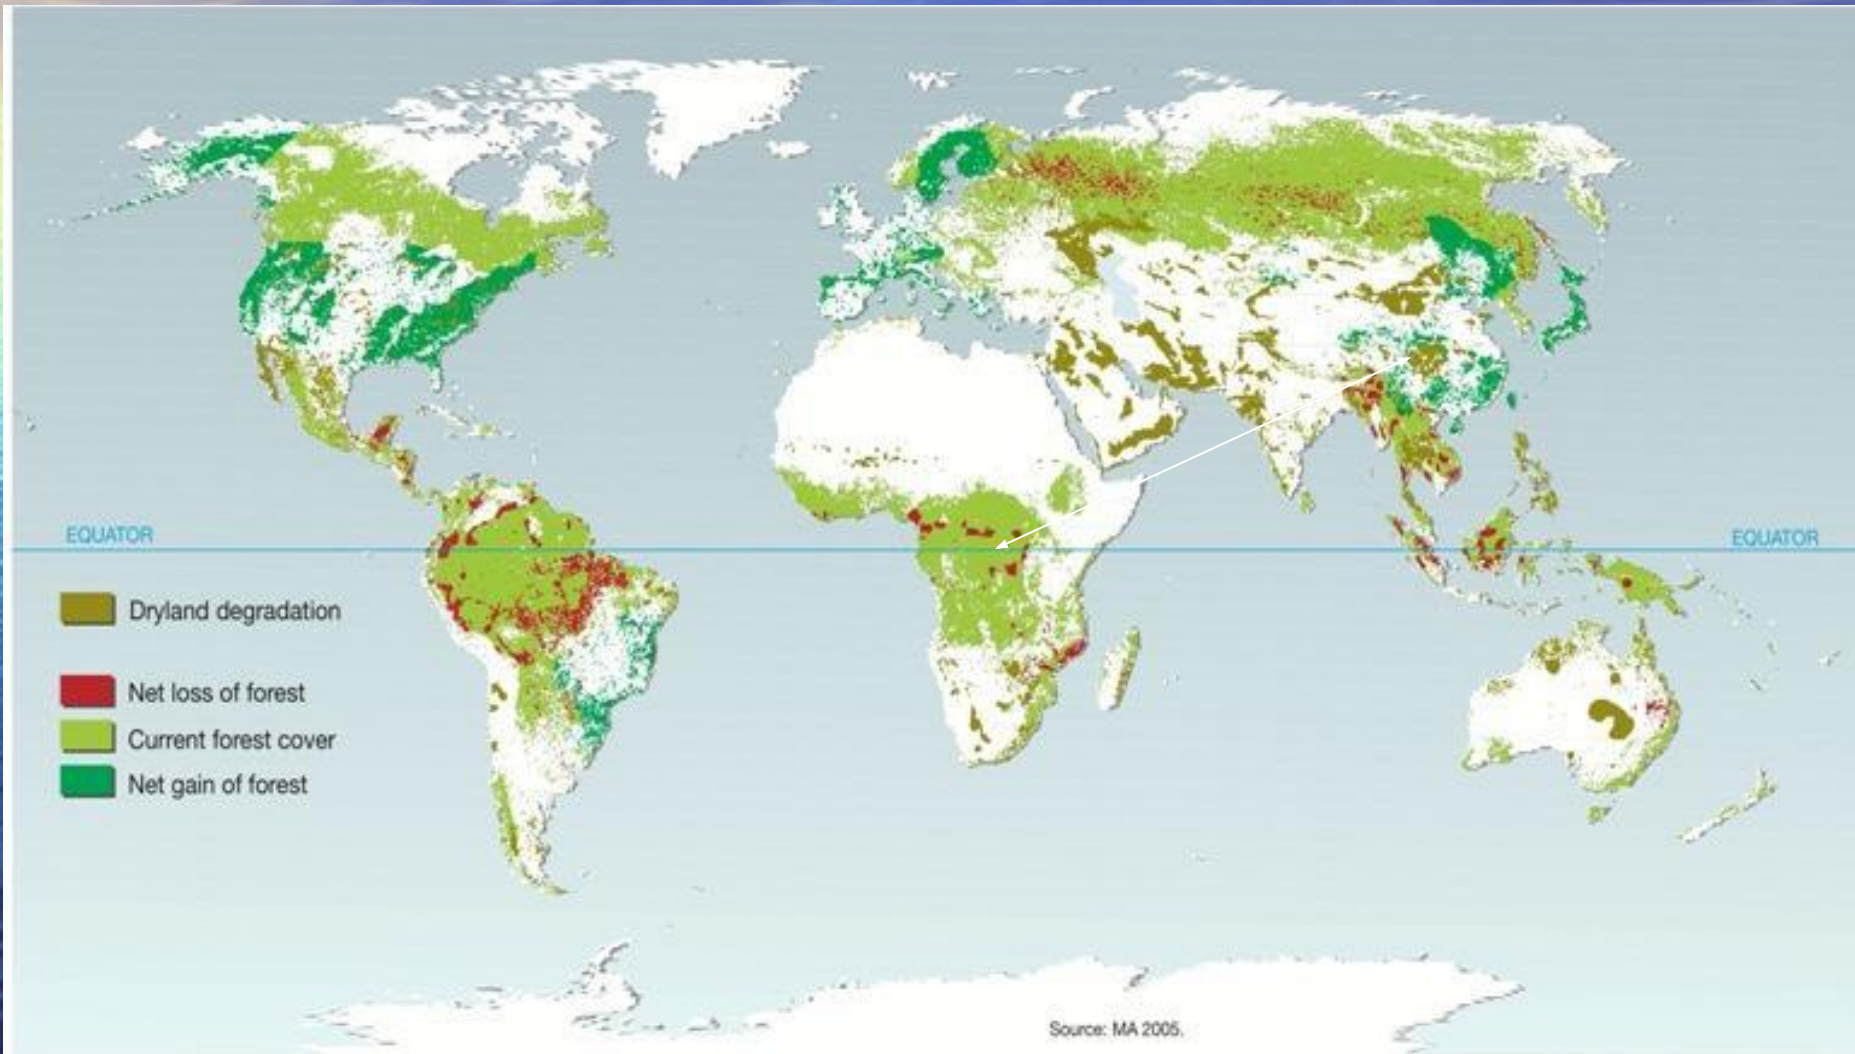 EQUATOR
EQUATOR
Dryland degradation
Net loss of forest
Current forest cover
Net gain of forest
Source: MA 2005.